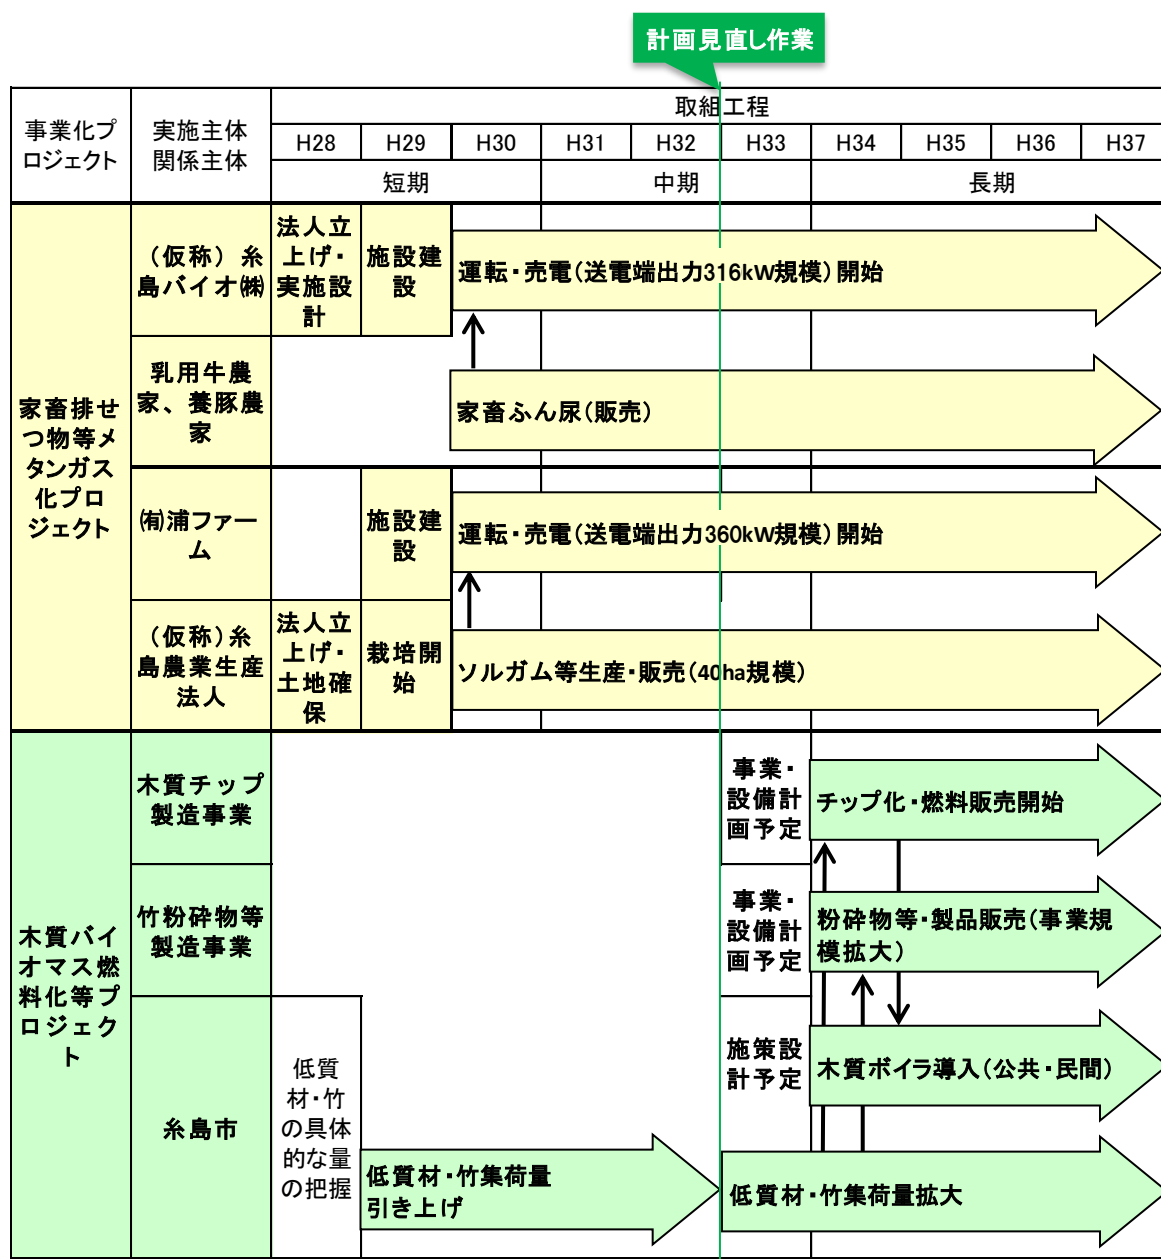 計画見直し作業
事業化プ
ロジェクト
実施主体
関係主体
取組工程
H28
H29
H30
H31
H32
H33
H34
H35
H36
H37
短期
中期
長期
家畜排せ
つ物等メ
タンガス
化プロ
ジェクト
（仮称）糸
島バイオ㈱
法人立
上げ・
実施設
計
施設建
設
運転・売電（送電端出力316kW規模）開始
乳用牛農
家、養豚農
家
家畜ふん尿（販売）
㈲浦ファー
ム
施設建
設
運転・売電（送電端出力360kW規模）開始
（仮称）糸
島農業生産
法人
法人立
上げ・
土地確
保
栽培開
始
ソルガム等生産・販売（40ha規模）
木質バイ
オマス燃
料化等プ
ロジェク
ト
木質チップ
製造事業
事業・
設備計
画予定
チップ化・燃料販売開始
竹粉砕物等
製造事業
事業・
設備計
画予定
粉砕物等・製品販売（事業規
模拡大）
糸島市
低質
材・竹
の具体
的な量
の把握
施策設
計予定
木質ボイラ導入（公共・民間）
低質材・竹集荷量
引き上げ
低質材・竹集荷量拡大